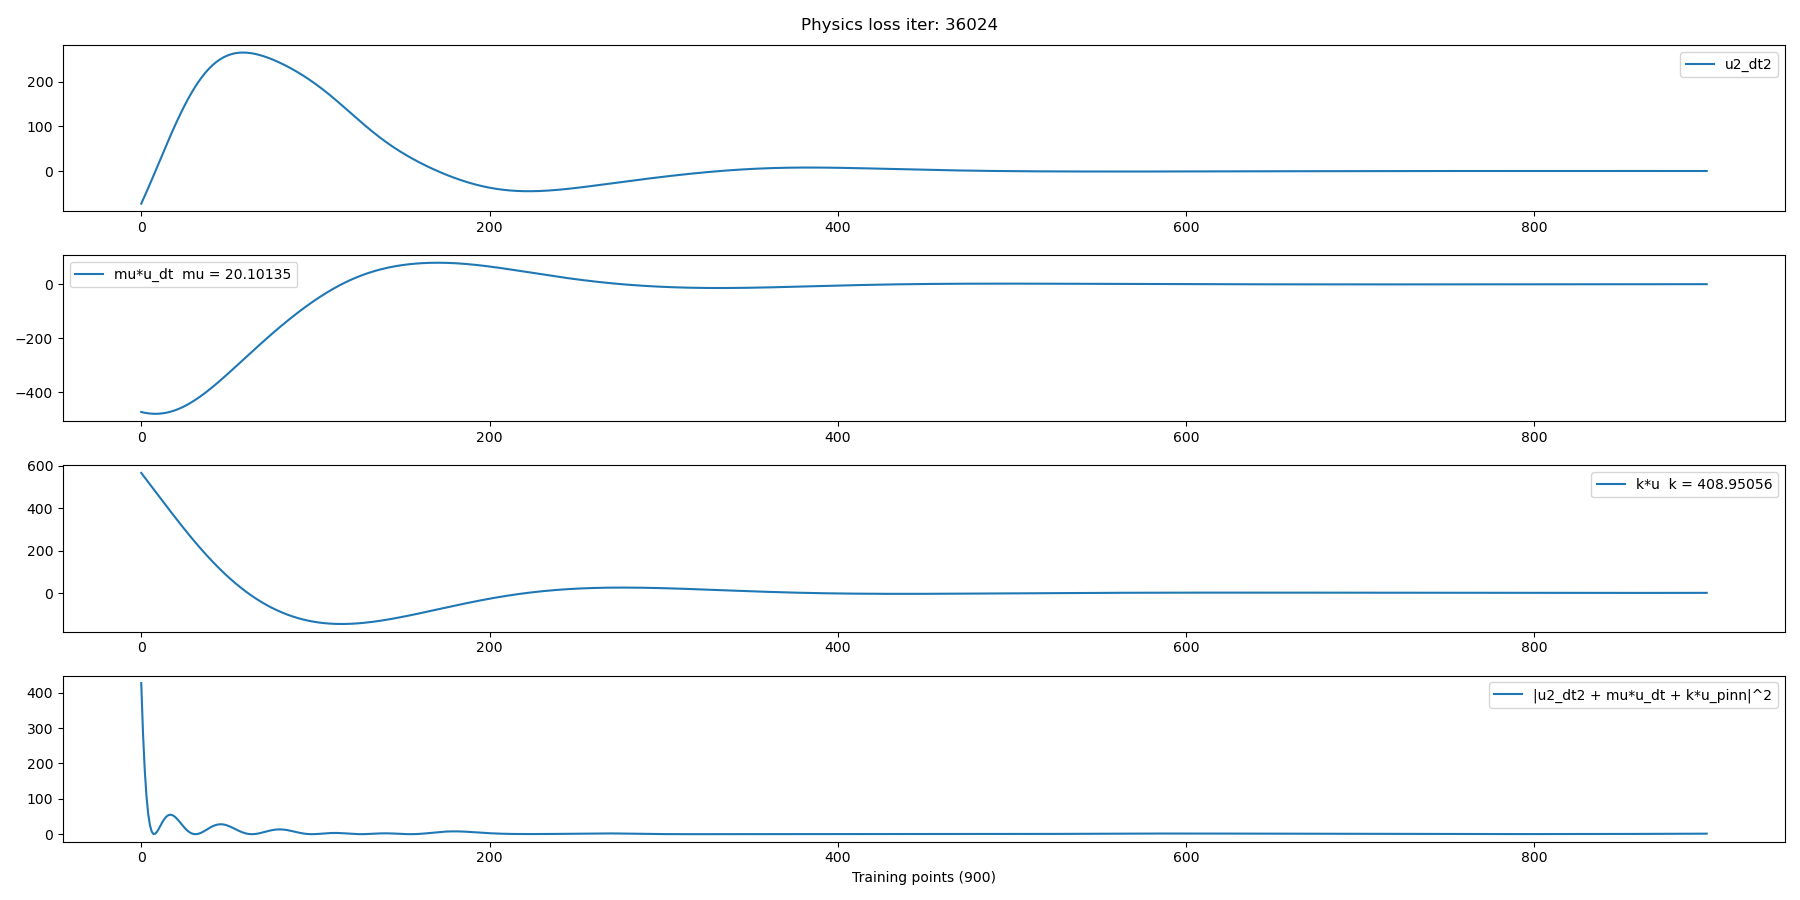 Physics loss iter: 36024
200
100
0
u2_dt2
0 200 400 600 800
0
−200
−400
mu*u_dt  mu = 20.10135
0 200 400 600 800
600
400
200
0
k*u  k = 408.95056
0 200 400 600 800
400
300
200
100
0
|u2_dt2 + mu*u_dt + k*u_pinn|^2
0 200 400 600 800
Training points (900)